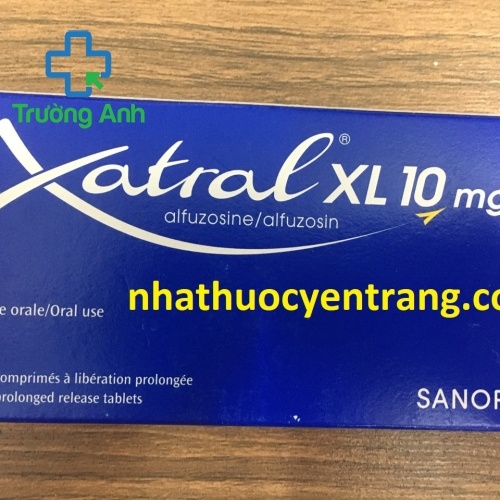 Trường Anh
Xatral® XL 10 mg
alfuzosine/alfuzosin
nhathuocyentrang.co
e orale/Oral use
comprimés à libération prolongée
prolonged release tablets
SANOF